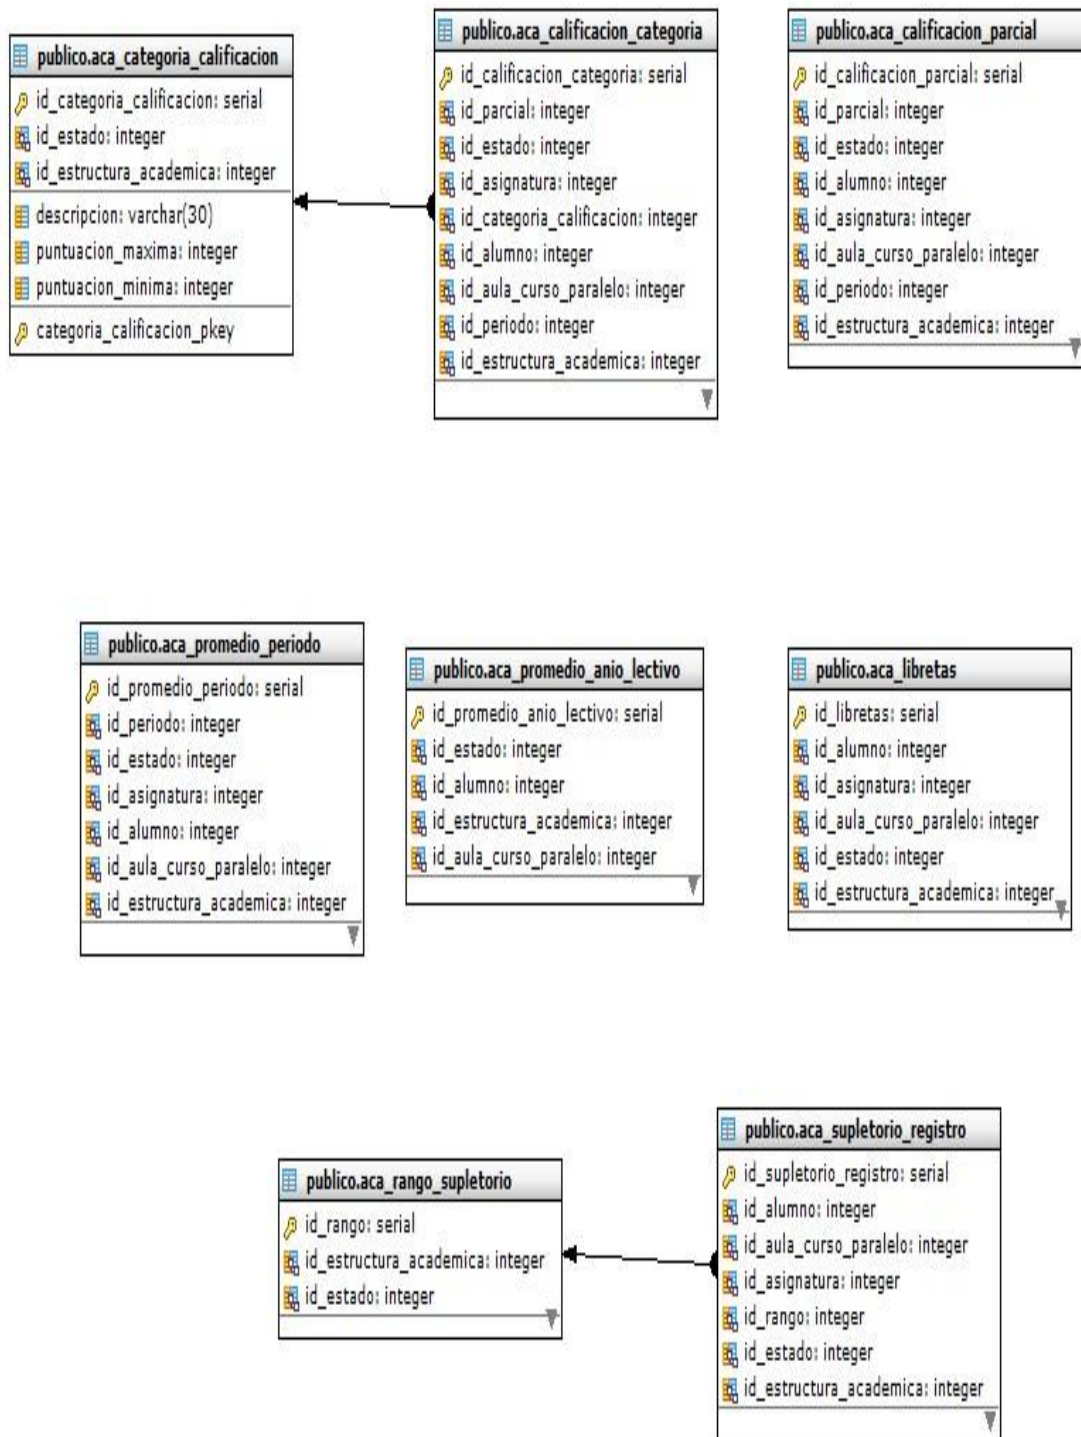 publico.aca_categoria_calificacion
id_categoria_calificacion: serial
id_estado: integer
id_estructura_academica: integer
descripcion: varchar(30)
puntuacion_maxima: integer
puntuacion_minima: integer
categoria_calificacion_pkey
publico.aca_calificacion_categoria
id_calificacion_categoria: serial
id_parcial: integer
id_estado: integer
id_asignatura: integer
id_categoria_calificacion: integer
id_alumno: integer
id_aula_curso_paralelo: integer
id_periodo: integer
id_estructura_academica: integer
publico.aca_calificacion_parcial
id_calificacion_parcial: serial
id_parcial: integer
id_estado: integer
id_alumno: integer
id_asignatura: integer
id_aula_curso_paralelo: integer
id_periodo: integer
id_estructura_academica: integer
publico.aca_promedio_periodo
id_promedio_periodo: serial
id_periodo: integer
id_estado: integer
id_asignatura: integer
id_alumno: integer
id_aula_curso_paralelo: integer
id_estructura_academica: integer
publico.aca_promedio_anio_lectivo
id_promedio_anio_lectivo: serial
id_estado: integer
id_alumno: integer
id_estructura_academica: integer
id_aula_curso_paralelo: integer
publico.aca_libretas
id_libretas: serial
id_alumno: integer
id_asignatura: integer
id_aula_curso_paralelo: integer
id_estado: integer
id_estructura_academica: integer
publico.aca_rango_supletorio
id_rango: serial
id_estructura_academica: integer
id_estado: integer
publico.aca_supletorio_registro
id_supletorio_registro: serial
id_alumno: integer
id_aula_curso_paralelo: integer
id_asignatura: integer
id_rango: integer
id_estado: integer
id_estructura_academica: integer